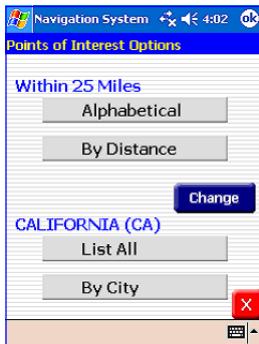 Navigation System 4:02 ok
Points of Interest Options
Within 25 Miles
Alphabetical
By Distance
Change
CALIFORNIA (CA)
List All
By City
X